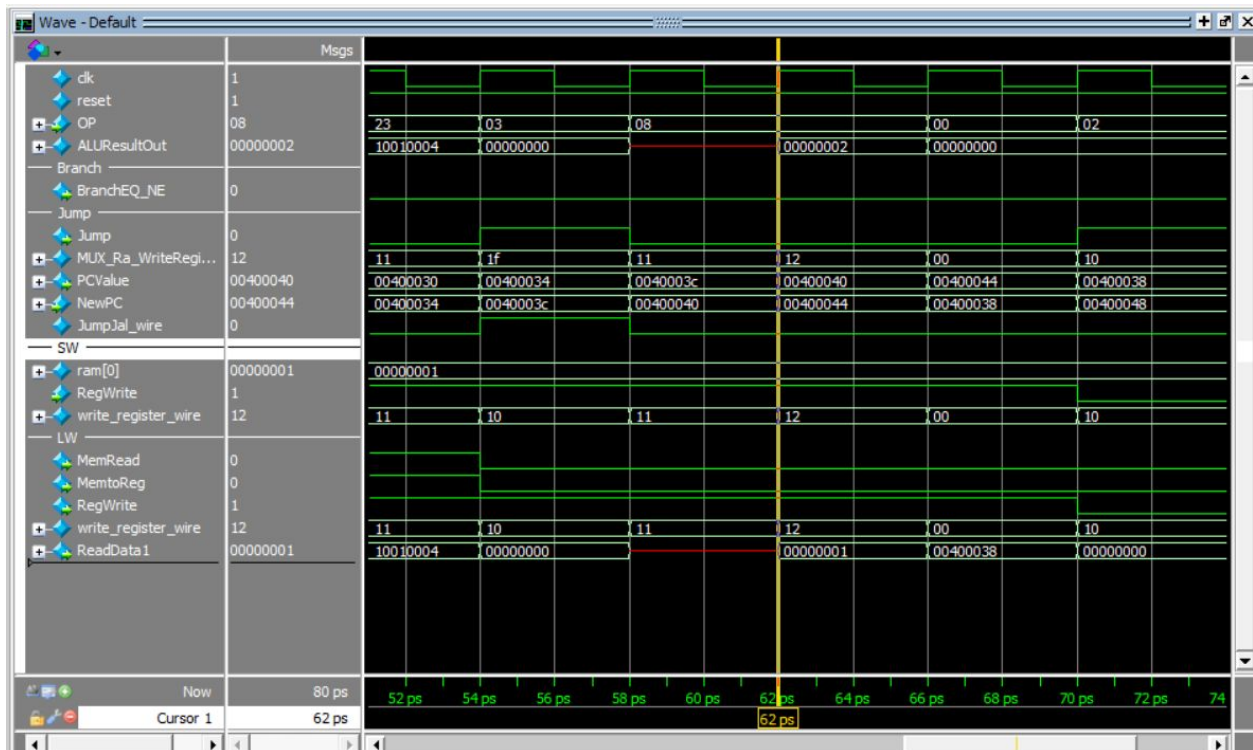 Wave - Default
Msgs
clk 1
reset 1
OP 08 23 03 08 00 02
ALUResultOut 00000002 10010004 00000000 00000002 00000000
Branch
BranchEQ_NE 0
Jump
Jump 0
MUX_Ra_WriteRegi... 12 11 1f 11 12 00 10
PCValue 00400040 00400030 00400034 0040003c 00400040 00400044 00400038
NewPC 00400044 00400034 0040003c 00400040 00400044 00400038 00400048
JumpJal_wire 0
SW
ram[0] 00000001 00000001
RegWrite 1
write_register_wire 12 11 10 11 12 00 10
LW
MemRead 0
MemtoReg 0
RegWrite 1
write_register_wire 12 11 10 11 12 00 10
ReadData1 00000001 10010004 00000000 00000001 00400038 00000000
Now 80 ps 52 ps 54 ps 56 ps 58 ps 60 ps 62 ps 64 ps 66 ps 68 ps 70 ps 72 ps 74
Cursor 1 62 ps 62 ps